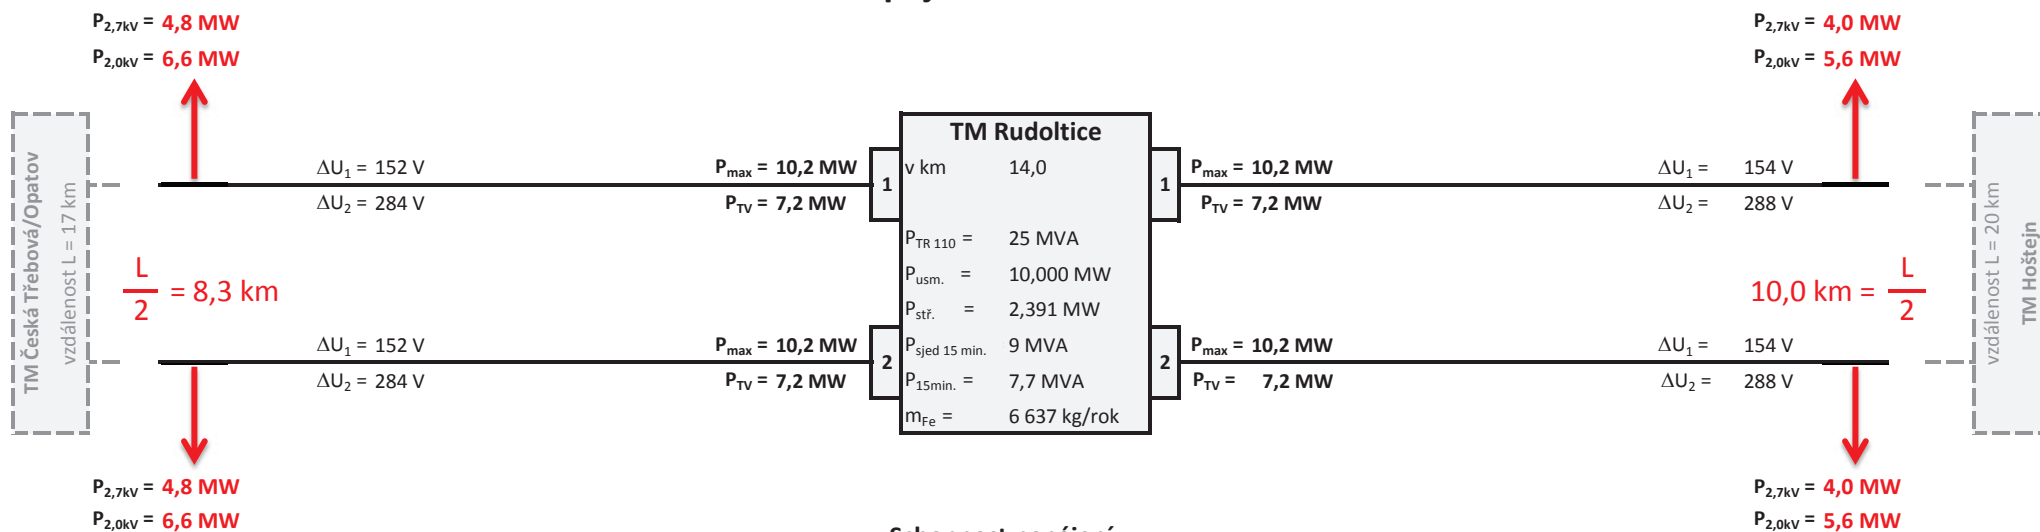 P2,7kV = 4,8 MW
P2,0kV = 6,6 MW
P2,7kV = 4,0 MW
P2,0kV = 5,6 MW
TM Česká Třebová/Opatov
vzdálenost L = 17 km
ΔU1 = 152 V
ΔU2 = 284 V
Pmax = 10,2 MW
PTV = 7,2 MW
1
TM Rudoltice
v km 14,0
PTR 110 = 25 MVA
Pusm. = 10,000 MW
Pstř. = 2,391 MW
Psjed 15 min. 9 MVA
P15min. = 7,7 MVA
mFe = 6 637 kg/rok
1
Pmax = 10,2 MW
PTV = 7,2 MW
ΔU1 = 154 V
ΔU2 = 288 V
vzdálenost L = 20 km
TM Hoštejn
L
2
= 8,3 km
10,0 km =
L
2
ΔU1 = 152 V
ΔU2 = 284 V
Pmax = 10,2 MW
PTV = 7,2 MW
2
2
Pmax = 10,2 MW
PTV = 7,2 MW
ΔU1 = 154 V
ΔU2 = 288 V
P2,7kV = 4,8 MW
P2,0kV = 6,6 MW
P2,7kV = 4,0 MW
P2,0kV = 5,6 MW